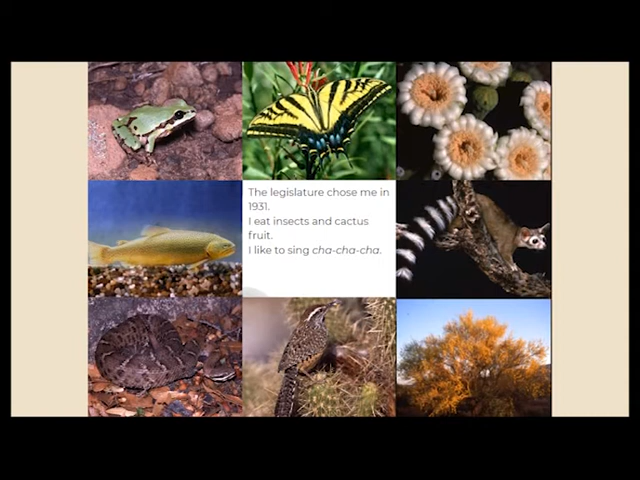 The legislature chose me in
1931.
I eat insects and cactus
fruit.
I like to sing cha-cha-cha.